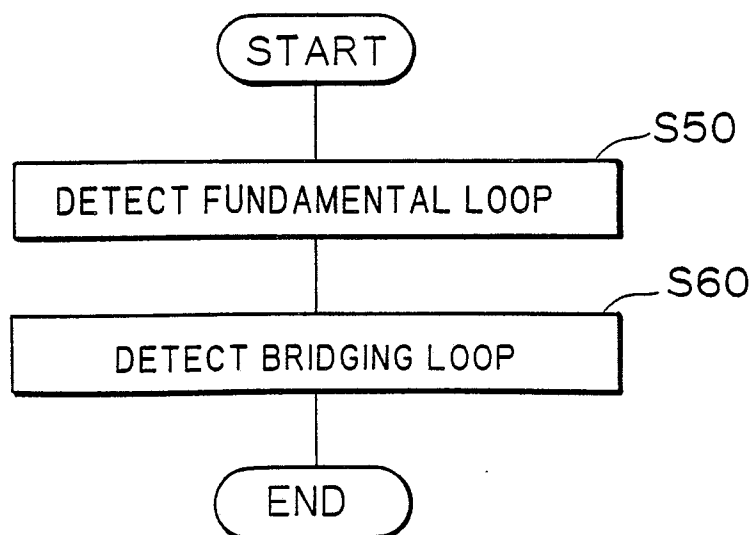 START
S50
DETECT FUNDAMENTAL LOOP
S60
DETECT BRIDGING LOOP
END